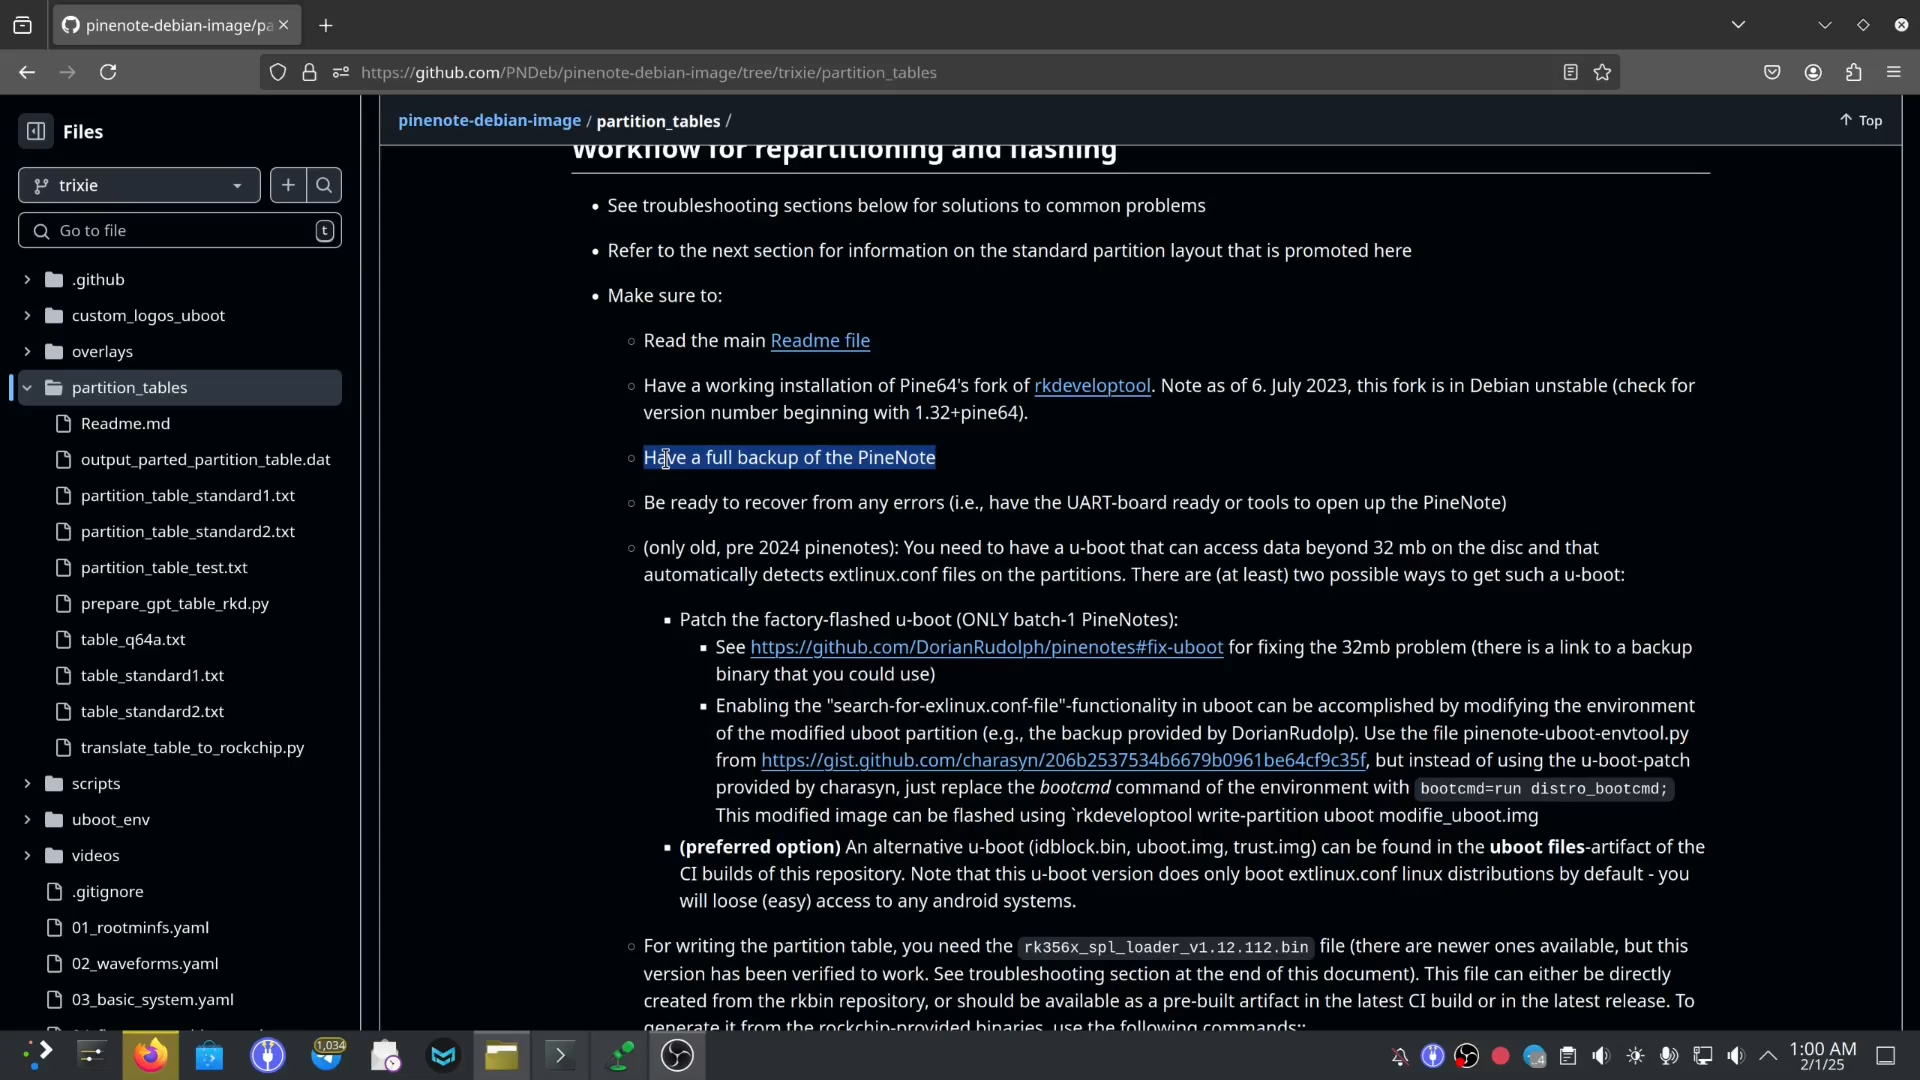 pinenote-debian-image/pa
https://github.com/PNDeb/pinenote-debian-image/tree/trixie/partition_tables
Files
trixie
Go to file
t
.github
custom_logos_uboot
overlays
partition_tables
Readme.md
output_parted_partition_table.dat
partition_table_standard1.txt
partition_table_standard2.txt
partition_table_test.txt
prepare_gpt_table_rkd.py
table_q64a.txt
table_standard1.txt
table_standard2.txt
translate_table_to_rockchip.py
scripts
uboot_env
videos
.gitignore
01_rootminfs.yaml
02_waveforms.yaml
03_basic_system.yaml
pinenote-debian-image / partition_tables /
Top
Workflow for repartitioning and flashing
See troubleshooting sections below for solutions to common problems
Refer to the next section for information on the standard partition layout that is promoted here
Make sure to:
Read the main Readme file
Have a working installation of Pine64's fork of rkdeveloptool. Note as of 6. July 2023, this fork is in Debian unstable (check for
version number beginning with 1.32+pine64).
Have a full backup of the PineNote
Be ready to recover from any errors (i.e., have the UART-board ready or tools to open up the PineNote)
(only old, pre 2024 pinenotes): You need to have a u-boot that can access data beyond 32 mb on the disc and that
automatically detects extlinux.conf files on the partitions. There are (at least) two possible ways to get such a u-boot:
Patch the factory-flashed u-boot (ONLY batch-1 PineNotes):
See https://github.com/DorianRudolph/pinenotes#fix-uboot for fixing the 32mb problem (there is a link to a backup
binary that you could use)
Enabling the "search-for-exlinux.conf-file"-functionality in uboot can be accomplished by modifying the environment
of the modified uboot partition (e.g., the backup provided by DorianRudolp). Use the file pinenote-uboot-envtool.py
from https://gist.github.com/charasyn/206b2537534b6679b0961be64cf9c35f, but instead of using the u-boot-patch
provided by charasyn, just replace the bootcmd command of the environment with bootcmd=run distro_bootcmd;
This modified image can be flashed using `rkdeveloptool write-partition uboot modifie_uboot.img
(preferred option) An alternative u-boot (idblock.bin, uboot.img, trust.img) can be found in the uboot files-artifact of the
CI builds of this repository. Note that this u-boot version does only boot extlinux.conf linux distributions by default - you
will loose (easy) access to any android systems.
For writing the partition table, you need the rk356x_spl_loader_v1.12.112.bin file (there are newer ones available, but this
version has been verified to work. See troubleshooting section at the end of this document). This file can either be directly
created from the rkbin repository, or should be available as a pre-built artifact in the latest CI build or in the latest release. To
generate it from the rockchip-provided binaries, use the following commands::
1,034
1:00 AM
2/1/25